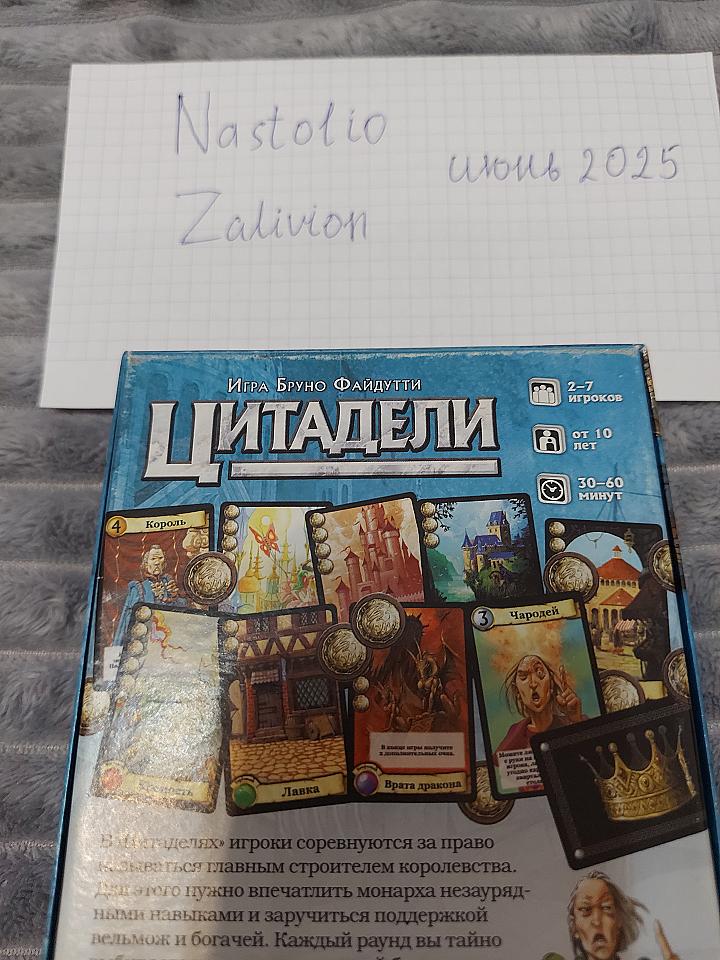 Nastolio
июнь 2025
Zalivion
Игра Бруно Файдутти
Цитадели
2–7
игроков
от 10
лет
30–60
минут
4 Король
3 Чародей
В конце игры получите
2 дополнительных очка.
Лавка
Врата дракона
В «Цитаделях» игроки соревнуются за право
называться главным строителем королевства.
Для этого нужно впечатлить монарха незауряд-
ными навыками и заручиться поддержкой
вельмож и богачей. Каждый раунд вы тайно